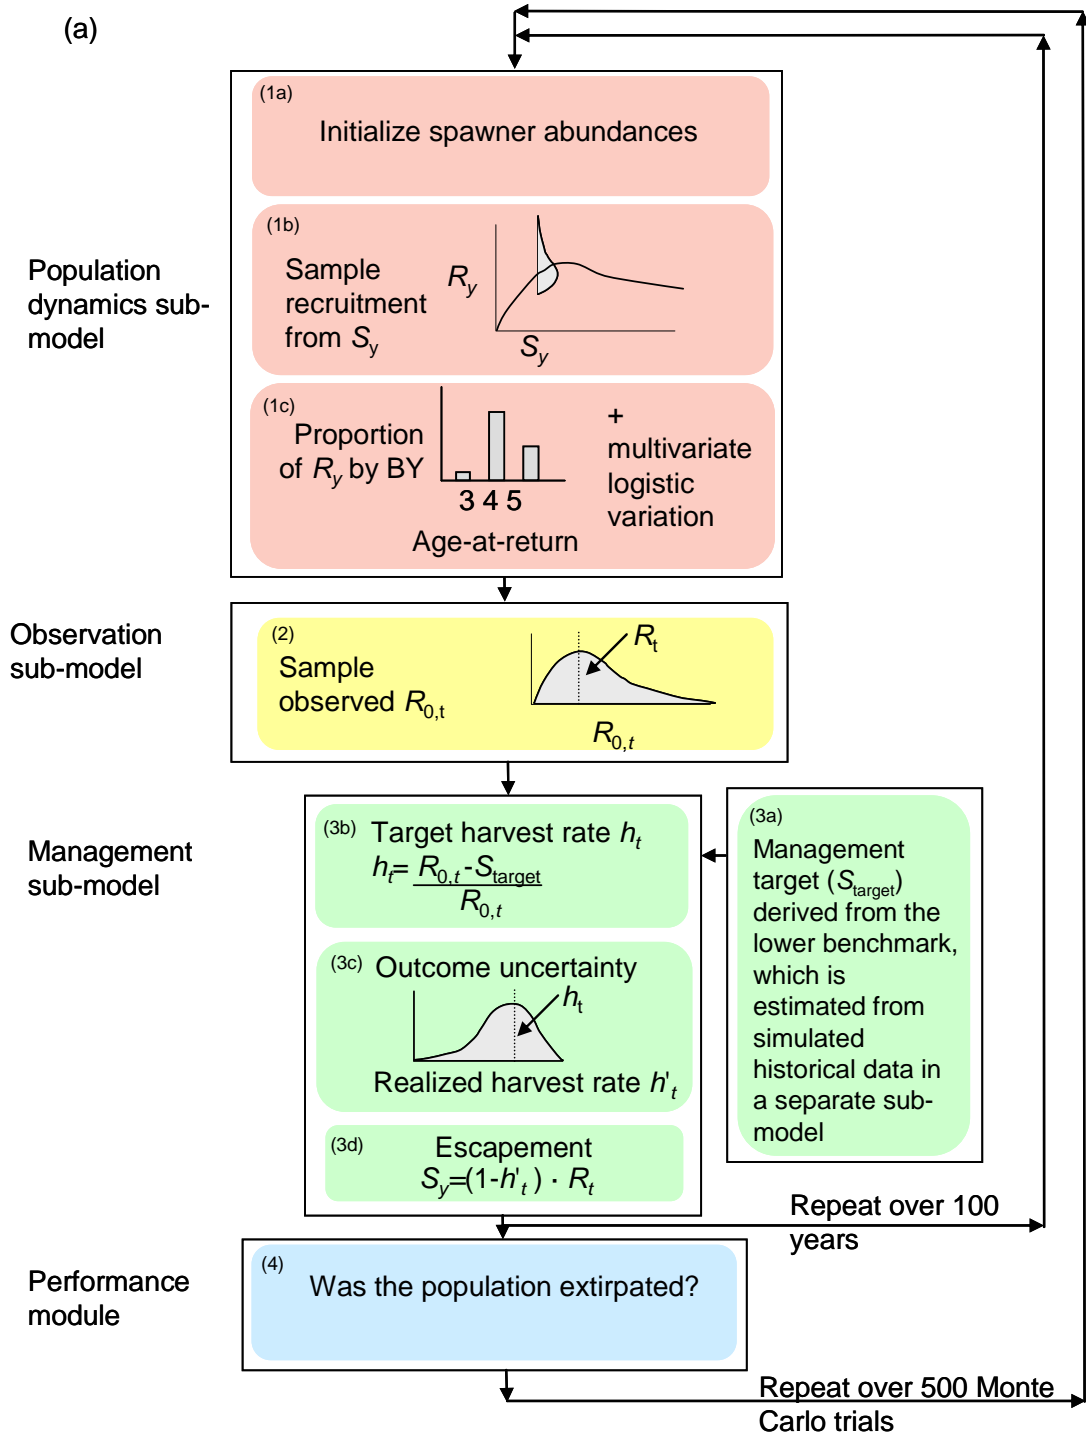 (a)
(1a)
Initialize spawner abundances
Population
dynamics sub-
model
(1b)
Sample
recruitment
from Sy
Ry
Sy
(1c)
Proportion
of Ry by BY
3 4 5
Age-at-return
+
multivariate
logistic
variation
Observation
sub-model
(2)
Sample
observed R0,t
Rt
R0,t
Management
sub-model
(3b) Target harvest rate ht
ht= R0,t -Starget
R0,t
(3a)
Management
target (Starget)
derived from the
lower benchmark,
which is
estimated from
simulated
historical data in
a separate sub-
model
(3c) Outcome uncertainty
ht
Realized harvest rate h't
(3d)
Escapement
Sy=(1-h't) · Rt
Repeat over 100
years
Performance
module
(4)
Was the population extirpated?
Repeat over 500 Monte
Carlo trials